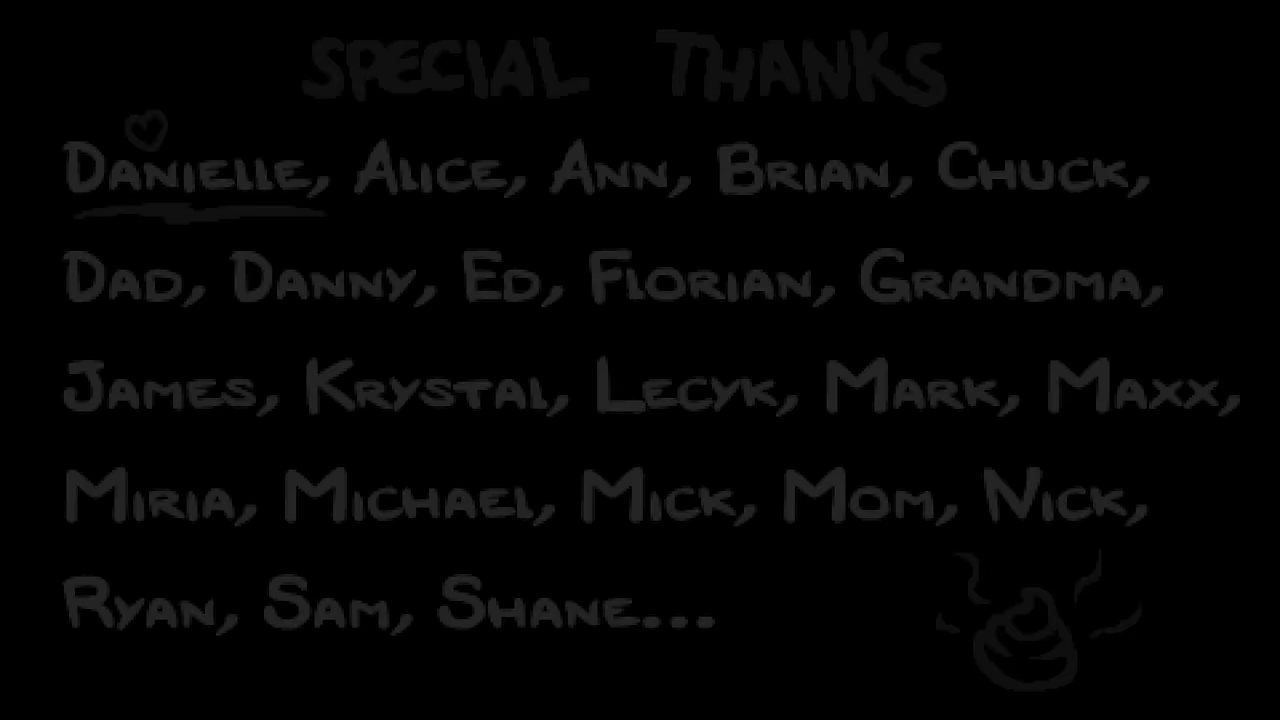 SPECIAL THANKS
DANIELLE, ALICE, ANN, BRIAN, CHUCK,
DAD, DANNY, ED, FLORIAN, GRANDMA,
JAMES, KRYSTAL, LECYK, MARK, MAXX,
MIRIA, MICHAEL, MICK, MOM, NICK,
RYAN, SAM, SHANE...